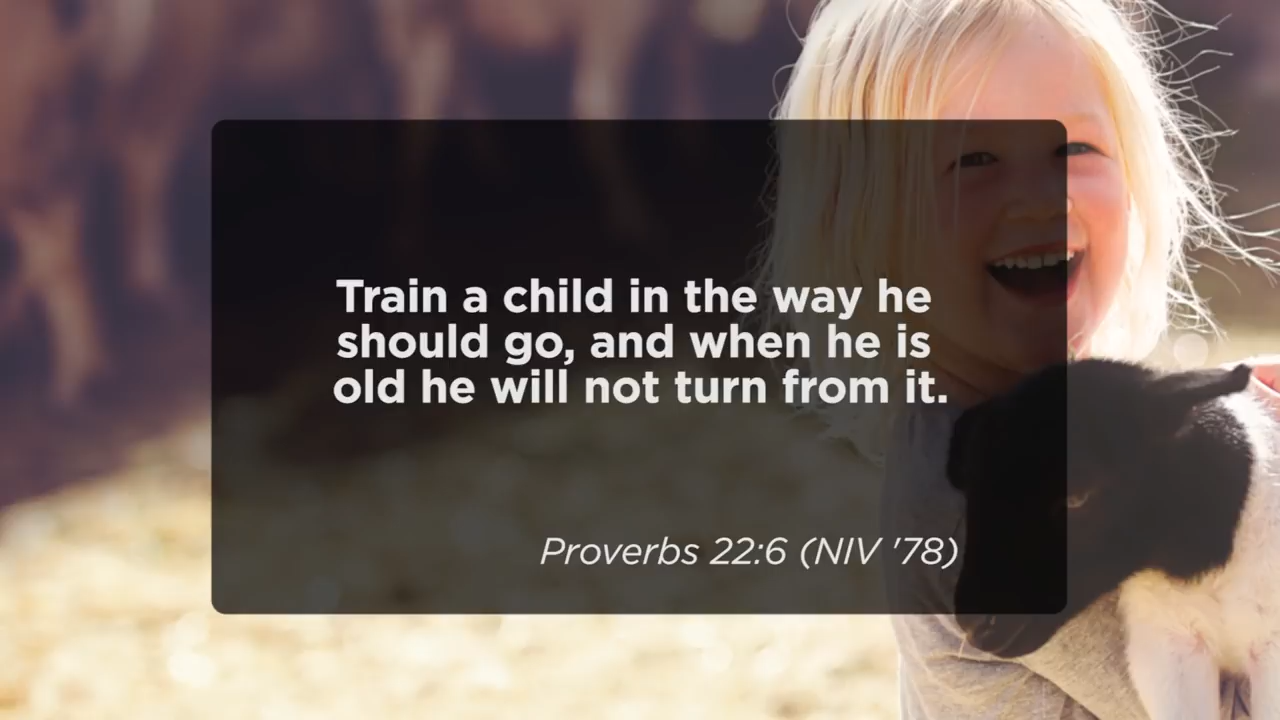 Train a child in the way he
should go, and when he is
old he will not turn from it.
Proverbs 22:6 (NIV '78)